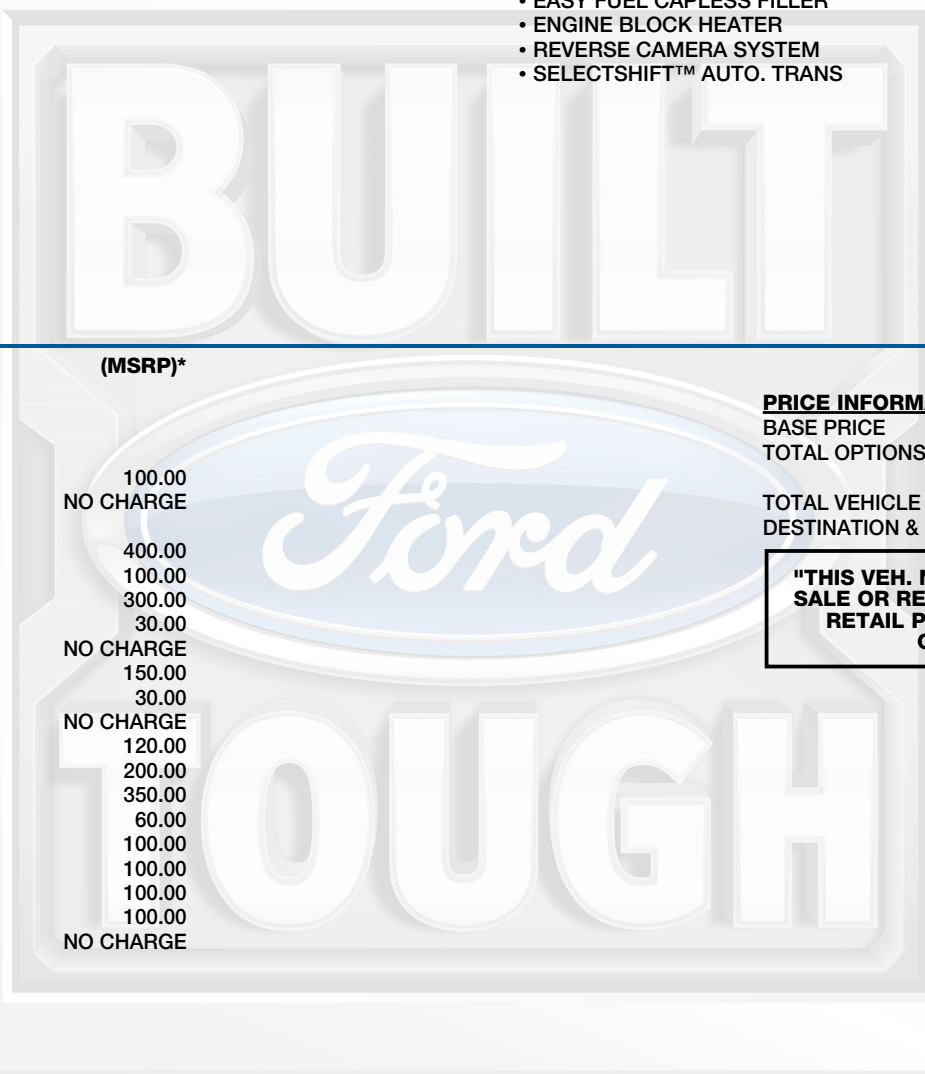 • EASY FUEL CAPLESS FILLER
• ENGINE BLOCK HEATER
• REVERSE CAMERA SYSTEM
• SELECTSHIFT™ AUTO. TRANS
BUILT
(MSRP)*
100.00
NO CHARGE
400.00
100.00
300.00
30.00
NO CHARGE
150.00
30.00
NO CHARGE
120.00
200.00
350.00
60.00
100.00
100.00
100.00
100.00
NO CHARGE
Ford
TOUGH
PRICE INFORM
BASE PRICE
TOTAL OPTIONS
TOTAL VEHICLE
DESTINATION &
"THIS VEH.
SALE OR RE
RETAIL P